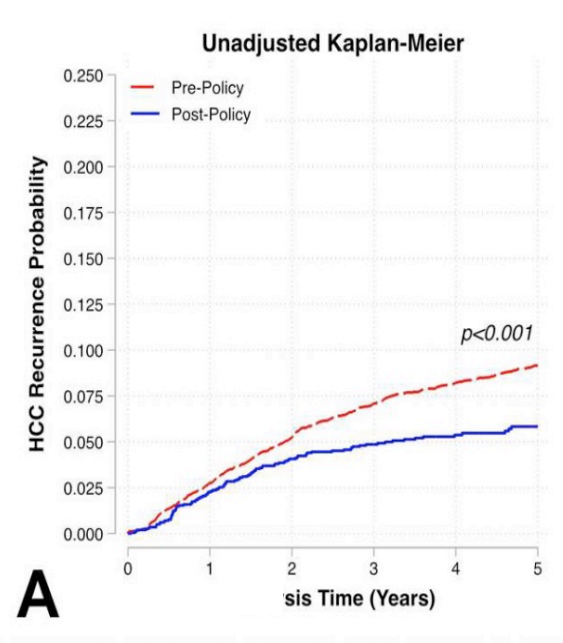 Unadjusted Kaplan-Meier
0.250
Pre-Policy
Post-Policy
0.225
0.200
0.175
0.150
0.125
0.100
0.075
0.050
0.025
0.000
HCC Recurrence Probability
p<0.001
0 1 2 3 4 5
sis Time (Years)
A